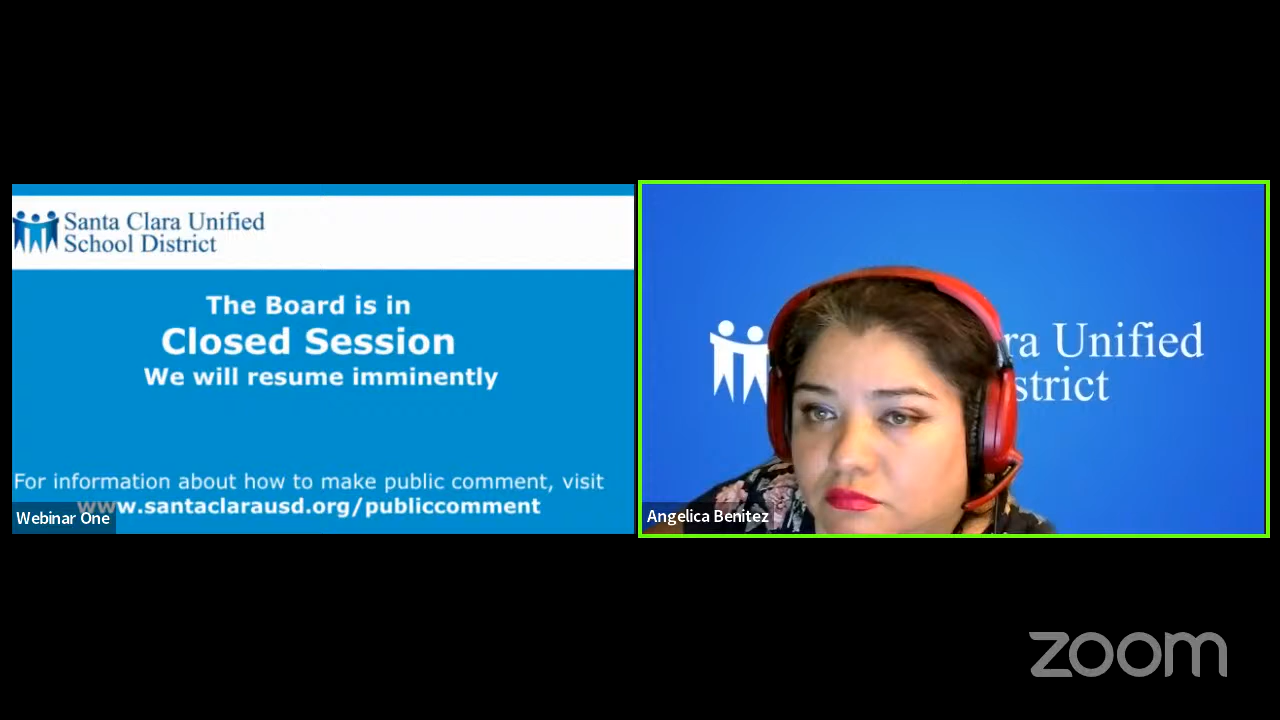 Santa Clara Unified
School District
The Board is in
Closed Session
We will resume imminently
For information about how to make public comment, visit
www.santaclarausd.org/publiccomment
Webinar One
ra Unified
strict
Angelica Benitez
zoom